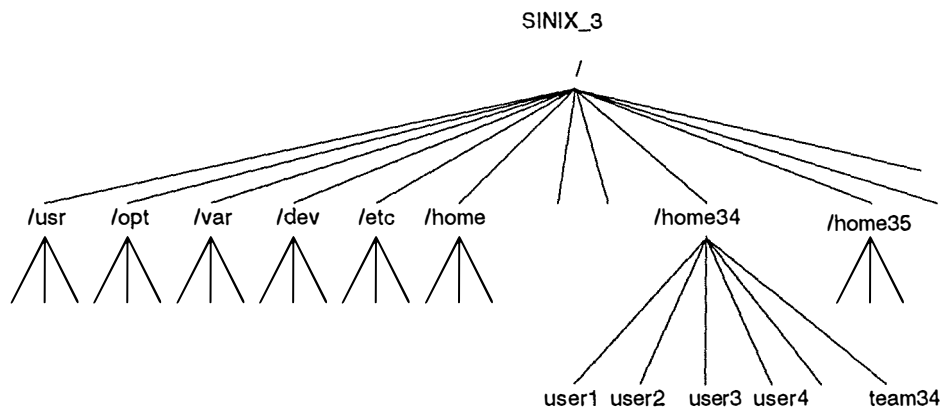 SINIX_3
/
/usr /opt /var /dev /etc /home /home34 /home35
user1 user2 user3 user4 team34